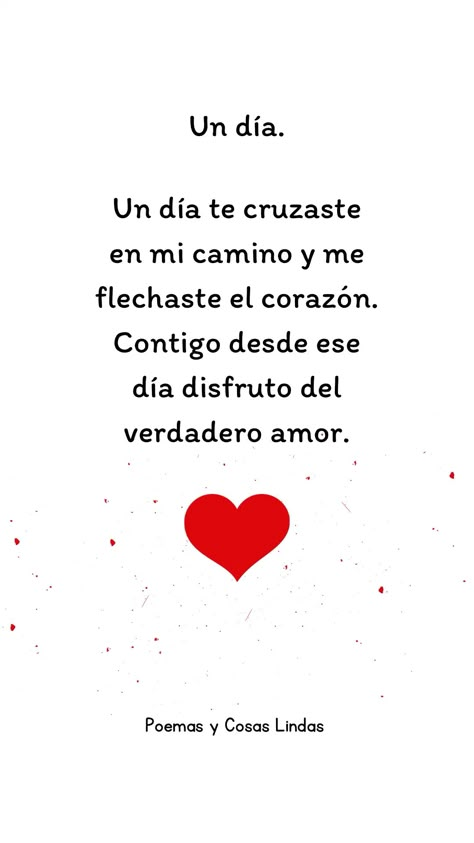 Un día.
Un día te cruzaste
en mi camino y me
flechaste el corazón.
Contigo desde ese
día disfruto del
verdadero amor.
Poemas y Cosas Lindas